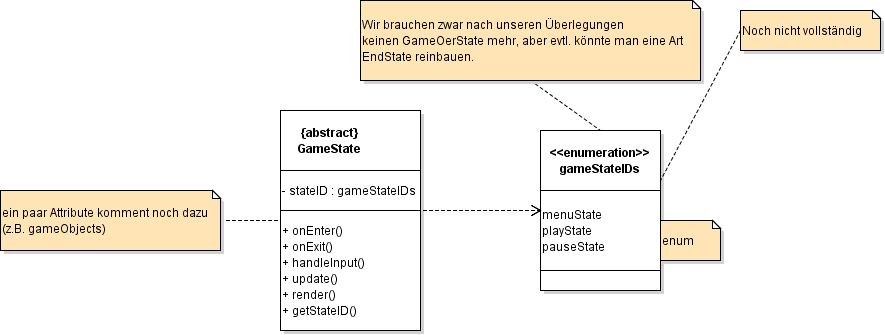 Wir brauchen zwar nach unseren Überlegungen
keinen GameOerState mehr, aber evtl. könnte man eine Art
EndState reinbauen.
Noch nicht vollständig
{abstract}
GameState
- stateID : gameStateIDs
+ onEnter()
+ onExit()
+ handleInput()
+ update()
+ render()
+ getStateID()
<<enumeration>>
gameStateIDs
menuState
playState
pauseState
ein paar Attribute komment noch dazu
(z.B. gameObjects)
enum